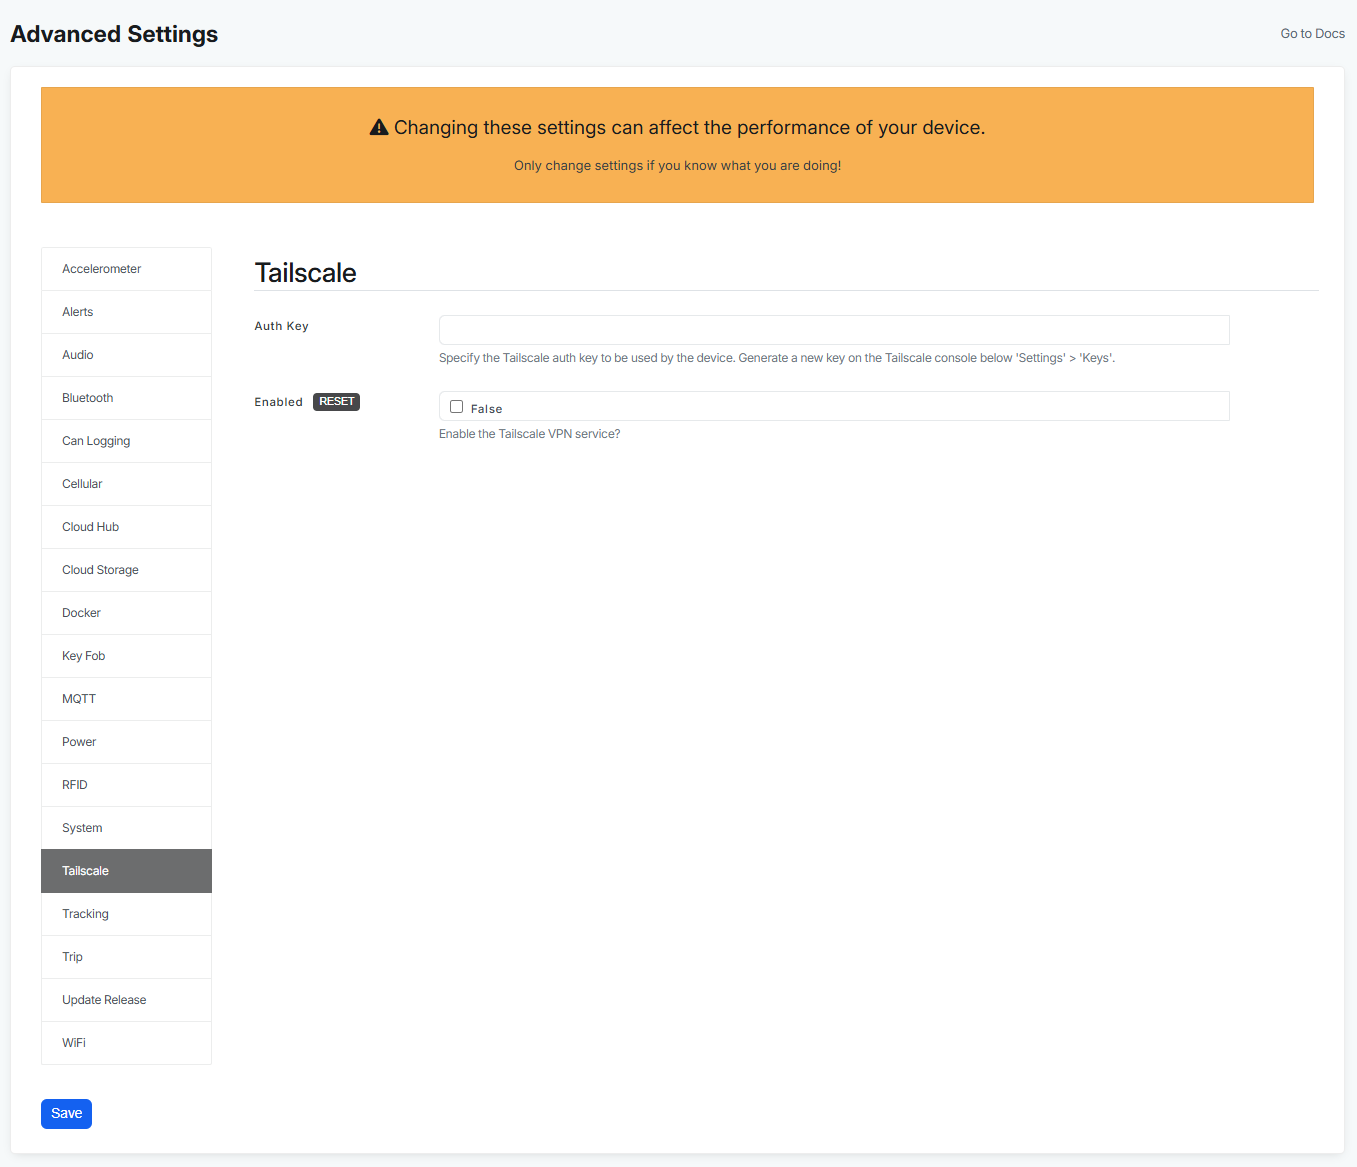 Advanced Settings
Go to Docs
Changing these settings can affect the performance of your device.
Only change settings if you know what you are doing!
Accelerometer
Alerts
Audio
Bluetooth
Can Logging
Cellular
Cloud Hub
Cloud Storage
Docker
Key Fob
MQTT
Power
RFID
System
Tailscale
Tracking
Trip
Update Release
WiFi
Tailscale
Auth Key
Specify the Tailscale auth key to be used by the device. Generate a new key on the Tailscale console below 'Settings' > 'Keys'.
Enabled RESET
False
Enable the Tailscale VPN service?
Save